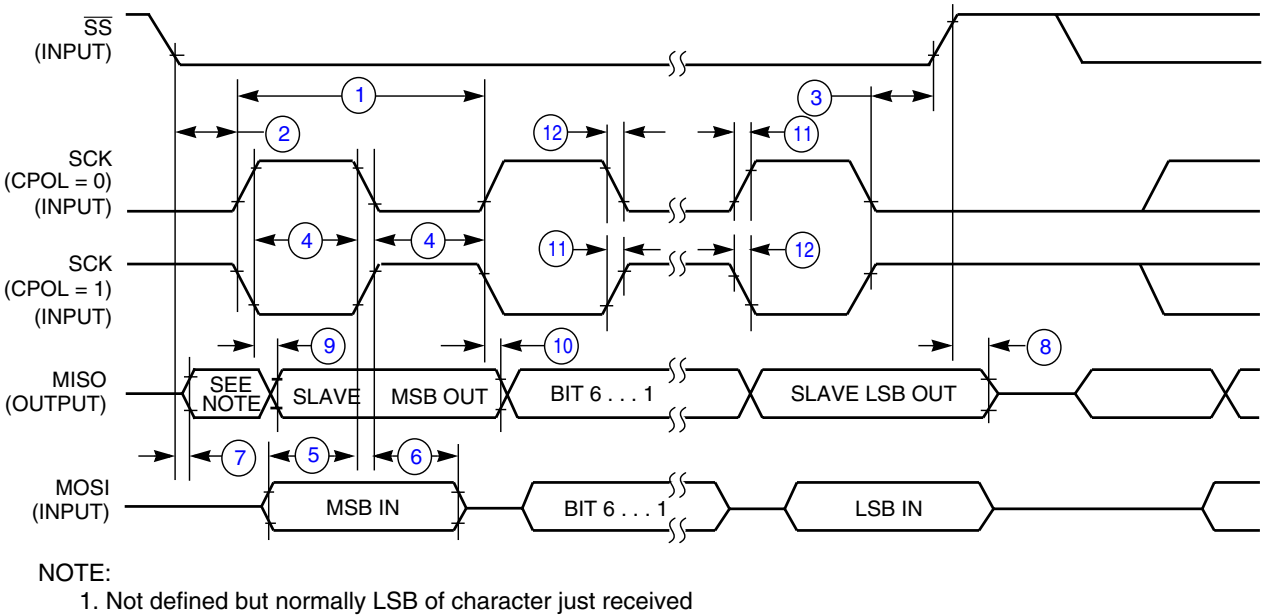 SS
(INPUT)
1
3
2
12
11
SCK
(CPOL = 0)
(INPUT)
4
4
11
12
SCK
(CPOL = 1)
(INPUT)
9
10
8
MISO
(OUTPUT)
SEE
NOTE
SLAVE
MSB OUT
BIT 6 . . . 1
SLAVE LSB OUT
7
5
6
MOSI
(INPUT)
MSB IN
BIT 6 . . . 1
LSB IN
NOTE:
1. Not defined but normally LSB of character just received